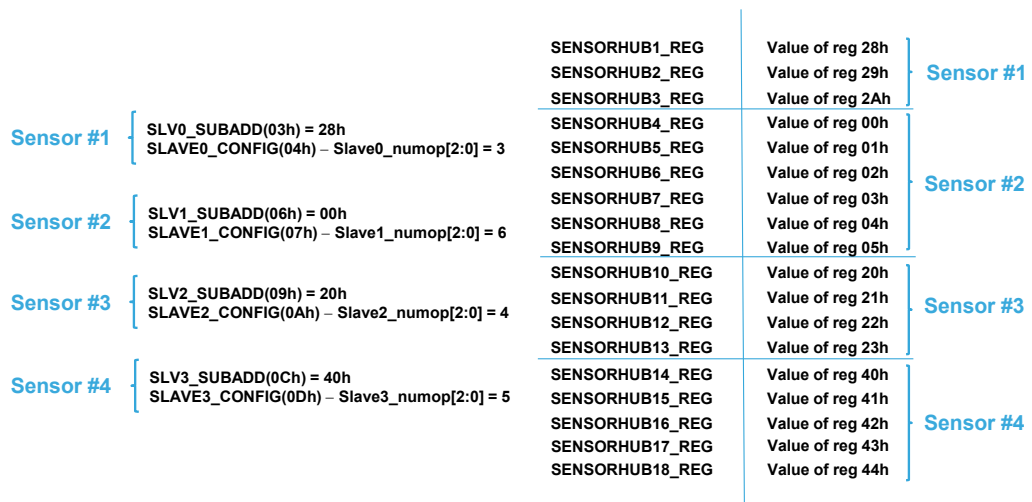 Sensor #1
SLV0_SUBADD(03h) = 28h
SLAVE0_CONFIG(04h) – Slave0_numop[2:0] = 3
Sensor #2
SLV1_SUBADD(06h) = 00h
SLAVE1_CONFIG(07h) – Slave1_numop[2:0] = 6
Sensor #3
SLV2_SUBADD(09h) = 20h
SLAVE2_CONFIG(0Ah) – Slave2_numop[2:0] = 4
Sensor #4
SLV3_SUBADD(0Ch) = 40h
SLAVE3_CONFIG(0Dh) – Slave3_numop[2:0] = 5
SENSORHUB1_REG Value of reg 28h
SENSORHUB2_REG Value of reg 29h Sensor #1
SENSORHUB3_REG Value of reg 2Ah
SENSORHUB4_REG Value of reg 00h
SENSORHUB5_REG Value of reg 01h
SENSORHUB6_REG Value of reg 02h Sensor #2
SENSORHUB7_REG Value of reg 03h
SENSORHUB8_REG Value of reg 04h
SENSORHUB9_REG Value of reg 05h
SENSORHUB10_REG Value of reg 20h
SENSORHUB11_REG Value of reg 21h Sensor #3
SENSORHUB12_REG Value of reg 22h
SENSORHUB13_REG Value of reg 23h
SENSORHUB14_REG Value of reg 40h
SENSORHUB15_REG Value of reg 41h
SENSORHUB16_REG Value of reg 42h Sensor #4
SENSORHUB17_REG Value of reg 43h
SENSORHUB18_REG Value of reg 44h